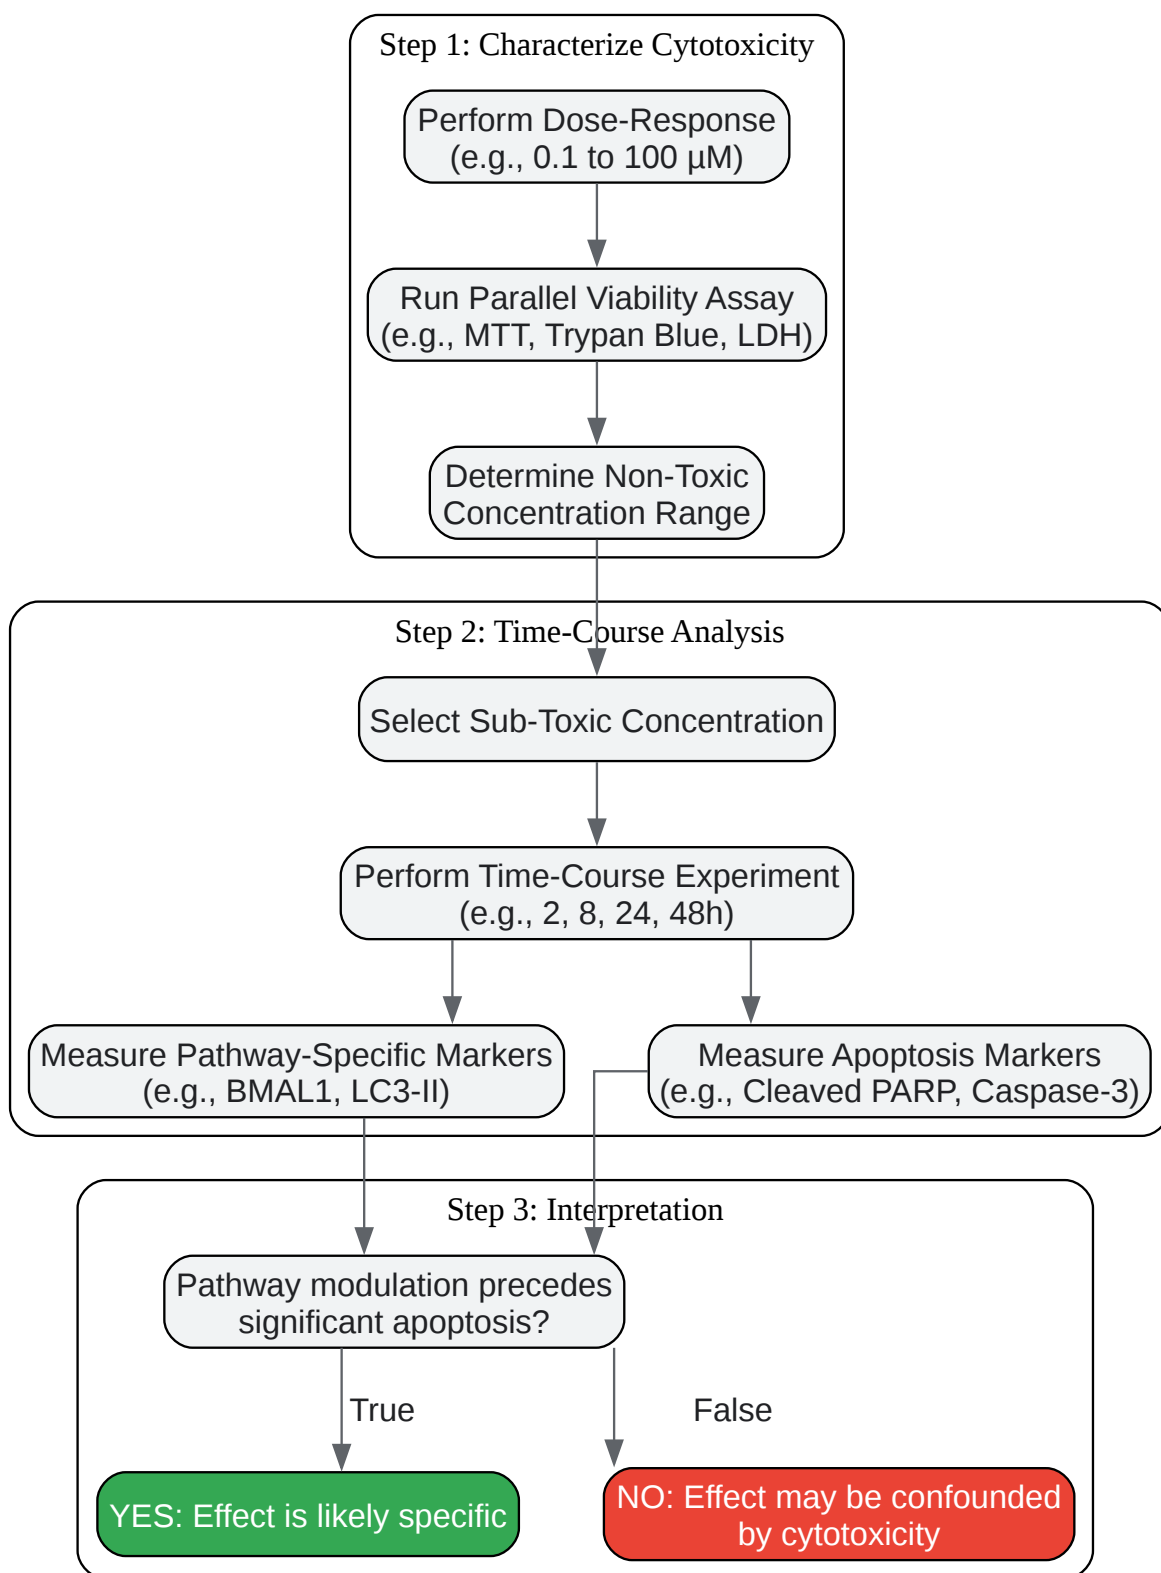 Step 1: Characterize Cytotoxicity
Perform Dose-Response
(e.g., 0.1 to 100 µM)
Run Parallel Viability Assay
(e.g., MTT, Trypan Blue, LDH)
Determine Non-Toxic
Concentration Range
Step 2: Time-Course Analysis
Select Sub-Toxic Concentration
Perform Time-Course Experiment
(e.g., 2, 8, 24, 48h)
Measure Pathway-Specific Markers
(e.g., BMAL1, LC3-II)
Measure Apoptosis Markers
(e.g., Cleaved PARP, Caspase-3)
Step 3: Interpretation
Pathway modulation precedes
significant apoptosis?
True
False
YES: Effect is likely specific
NO: Effect may be confounded
by cytotoxicity